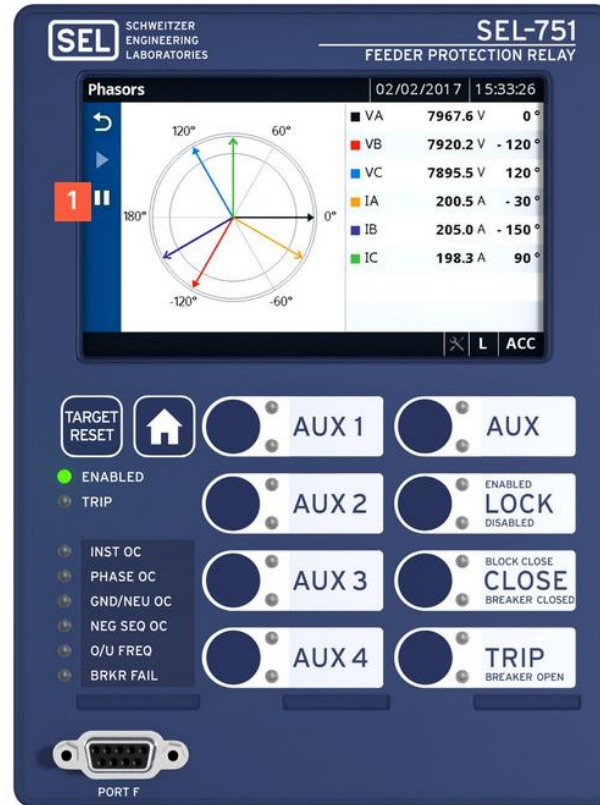 SEL
SCHWEITZER
ENGINEERING
LABORATORIES
SEL-751
FEEDER PROTECTION RELAY
Phasors 02/02/2017 15:33:26
1
120° 60°
180° 0°
-120° -60°
VA 7967.6 V 0°
VB 7920.2 V - 120°
VC 7895.5 V 120°
IA 200.5 A - 30°
IB 205.0 A - 150°
IC 198.3 A 90°
L ACC
TARGET
RESET
ENABLED
TRIP
INST OC
PHASE OC
GND/NEU OC
NEG SEQ OC
O/U FREQ
BRKR FAIL
AUX 1
AUX 2
AUX 3
AUX 4
AUX
ENABLED
LOCK
DISABLED
BLOCK CLOSE
CLOSE
BREAKER CLOSED
TRIP
BREAKER OPEN
PORT F